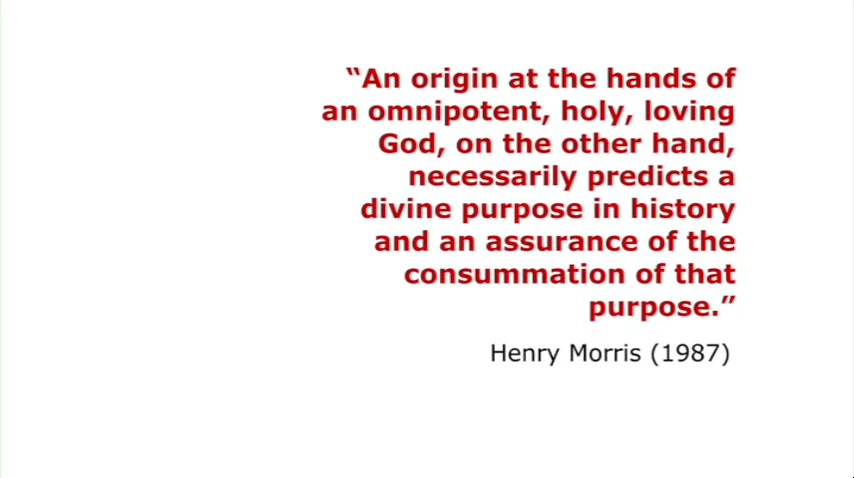 “An origin at the hands of
an omnipotent, holy, loving
God, on the other hand,
necessarily predicts a
divine purpose in history
and an assurance of the
consummation of that
purpose.”
Henry Morris (1987)